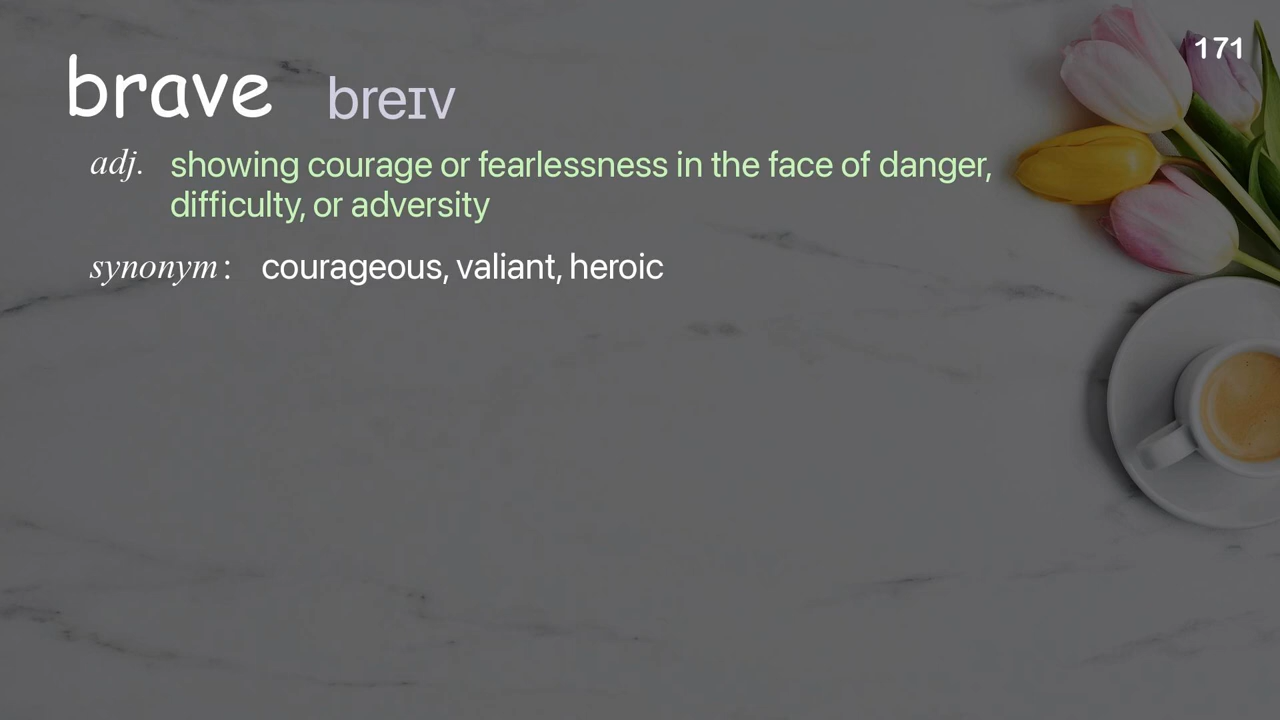 171
brave breɪv
adj. showing courage or fearlessness in the face of danger,
difficulty, or adversity
synonym : courageous, valiant, heroic